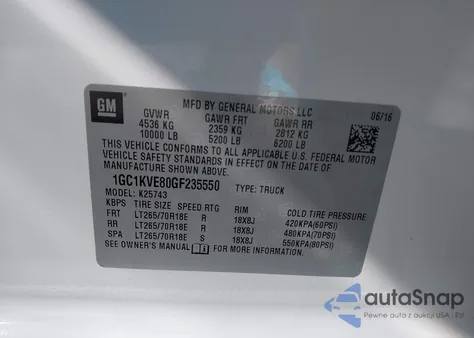 GM
MFD BY GENERAL MOTORS LLC
06/16
GVWR GAWR FRT GAWR RR
4536 KG 2359 KG 2812 KG
10000 LB 5200 LB 6200 LB
THIS VEHICLE CONFORMS TO ALL APPLICABLE U.S. FEDERAL MOTOR
VEHICLE SAFETY STANDARDS IN EFFECT ON THE DATE OF
MANUFACTURE SHOWN ABOVE.
1GC1KVE80GF235550 TYPE: TRUCK
MODEL: K25743
KBPS TIRE SIZE SPEED RTG RIM COLD TIRE PRESSURE
FRT LT265/70R18E R 18X8J 420KPA(60PSI)
RR LT265/70R18E R 18X8J 480KPA(70PSI)
SPA LT265/70R18E S 18X8J 550KPA(80PSI)
SEE OWNER'S MANUAL FOR MORE INFORMATION.
autoSnap
Pewne auta z USA - EU